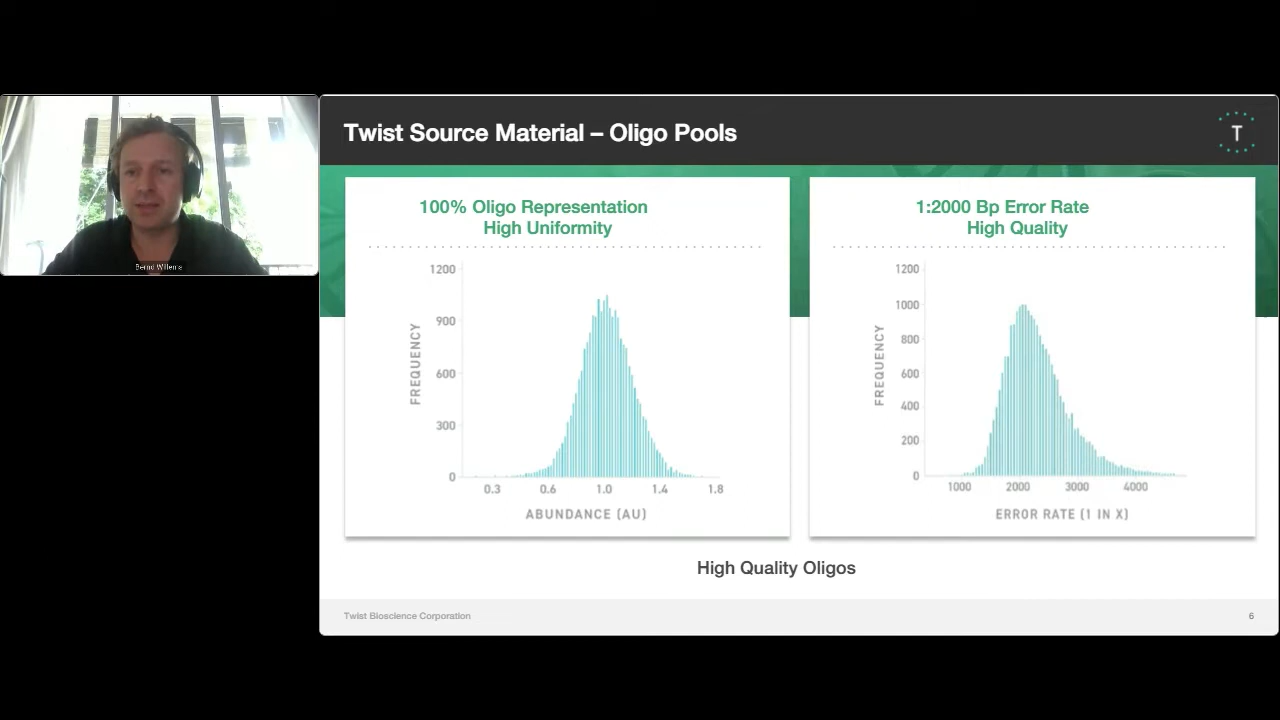 Bernd Willems
Twist Source Material – Oligo Pools
T
100% Oligo Representation
High Uniformity
1200
900
600
300
0
FREQUENCY
0.3 0.6 1.0 1.4 1.8
ABUNDANCE (AU)
1:2000 Bp Error Rate
High Quality
1200
1000
800
600
400
200
0
FREQUENCY
1000 2000 3000 4000
ERROR RATE (1 IN X)
High Quality Oligos
Twist Bioscience Corporation
6